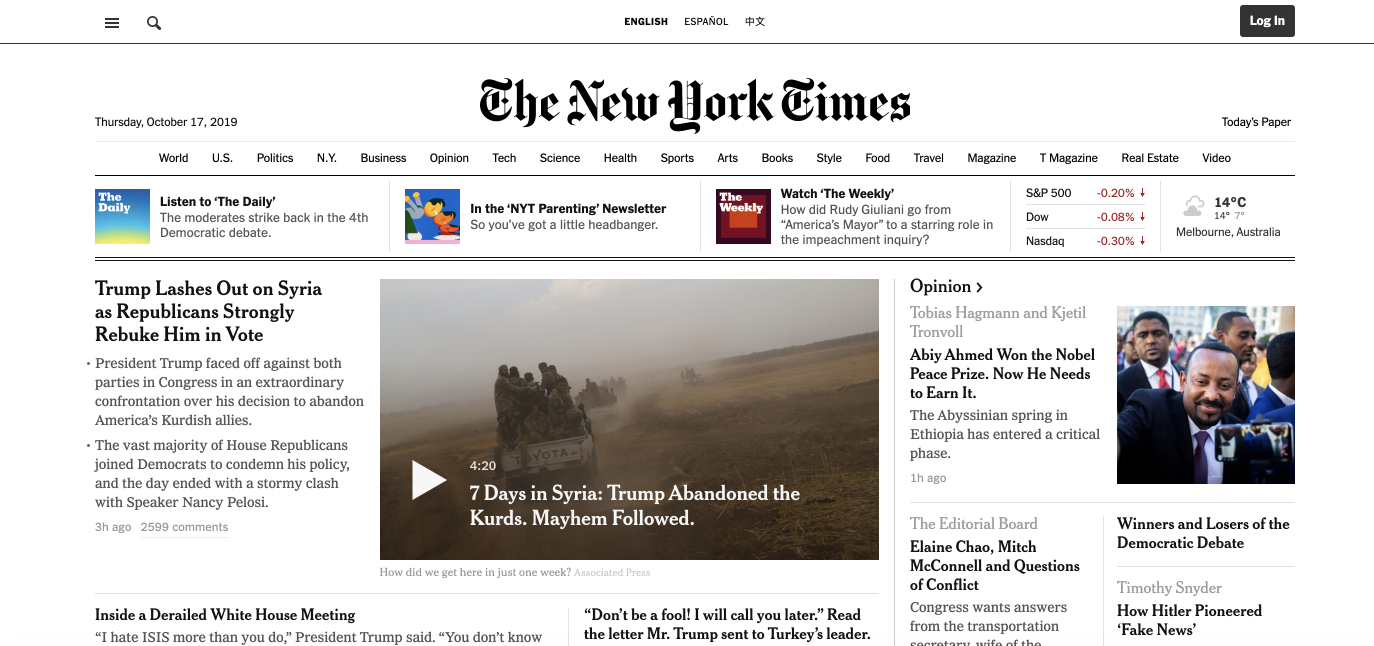 ENGLISH ESPAÑOL 中文
Log In
The New York Times
Thursday, October 17, 2019
Today's Paper
World U.S. Politics N.Y. Business Opinion Tech Science Health Sports Arts Books Style Food Travel Magazine T Magazine Real Estate Video
The
Daily
Listen to ‘The Daily’
The moderates strike back in the 4th
Democratic debate.
In the ‘NYT Parenting’ Newsletter
So you’ve got a little headbanger.
The
Weekly
Watch ‘The Weekly’
How did Rudy Giuliani go from
“America’s Mayor” to a starring role in
the impeachment inquiry?
S&P 500 -0.20% ↓
Dow -0.08% ↓
Nasdaq -0.30% ↓
14°C
14° 7°
Melbourne, Australia
Trump Lashes Out on Syria
as Republicans Strongly
Rebuke Him in Vote
• President Trump faced off against both
parties in Congress in an extraordinary
confrontation over his decision to abandon
America’s Kurdish allies.
• The vast majority of House Republicans
joined Democrats to condemn his policy,
and the day ended with a stormy clash
with Speaker Nancy Pelosi.
3h ago 2599 comments
TOYOTA
4:20
7 Days in Syria: Trump Abandoned the
Kurds. Mayhem Followed.
How did we get here in just one week? Associated Press
Inside a Derailed White House Meeting
“I hate ISIS more than you do,” President Trump said. “You don’t know
“Don’t be a fool! I will call you later.” Read
the letter Mr. Trump sent to Turkey’s leader.
Opinion ›
Tobias Hagmann and Kjetil
Tronvoll
Abiy Ahmed Won the Nobel
Peace Prize. Now He Needs
to Earn It.
The Abyssinian spring in
Ethiopia has entered a critical
phase.
1h ago
The Editorial Board
Elaine Chao, Mitch
McConnell and Questions
of Conflict
Congress wants answers
from the transportation
secretary, wife of the
Winners and Losers of the
Democratic Debate
Timothy Snyder
How Hitler Pioneered
‘Fake News’